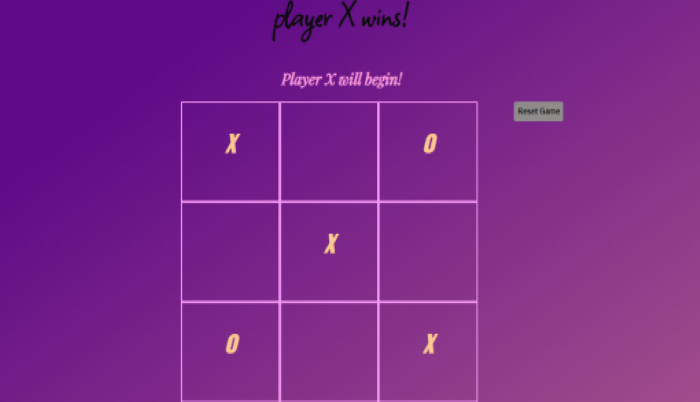 player X wins!
Player X will begin!
Reset Game
X O
X
O X